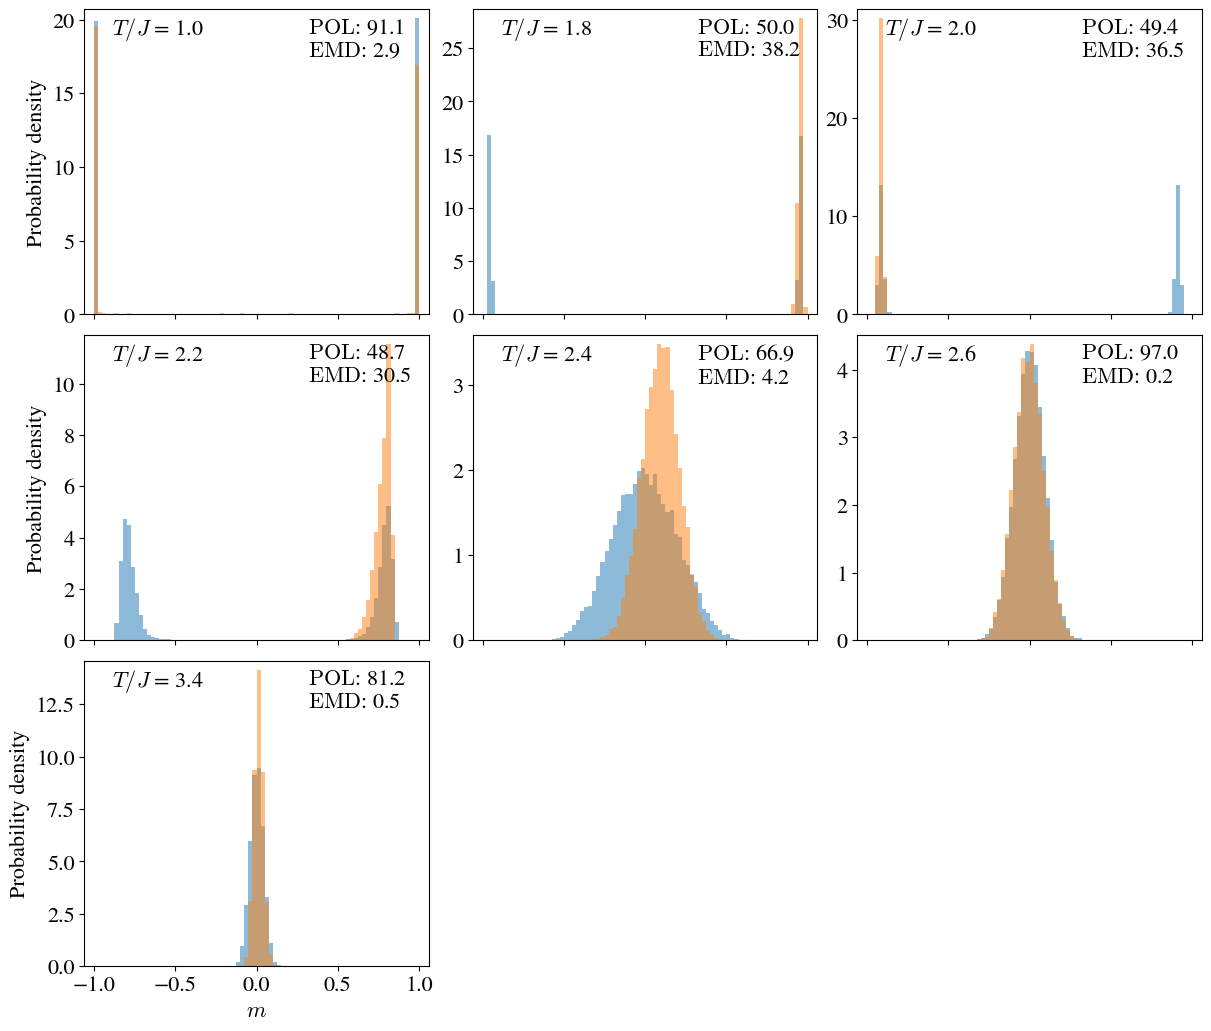 T/J = 1.0
POL: 91.1
EMD: 2.9
20
15
10
5
0
Probability density
T/J = 1.8
POL: 50.0
EMD: 38.2
25
20
15
10
5
0
T/J = 2.0
POL: 49.4
EMD: 36.5
30
20
10
0
T/J = 2.2
POL: 48.7
EMD: 30.5
10
8
6
4
2
0
Probability density
T/J = 2.4
POL: 66.9
EMD: 4.2
3
2
1
0
T/J = 2.6
POL: 97.0
EMD: 0.2
4
3
2
1
0
T/J = 3.4
POL: 81.2
EMD: 0.5
12.5
10.0
7.5
5.0
2.5
0.0
Probability density
−1.0 −0.5 0.0 0.5 1.0
m